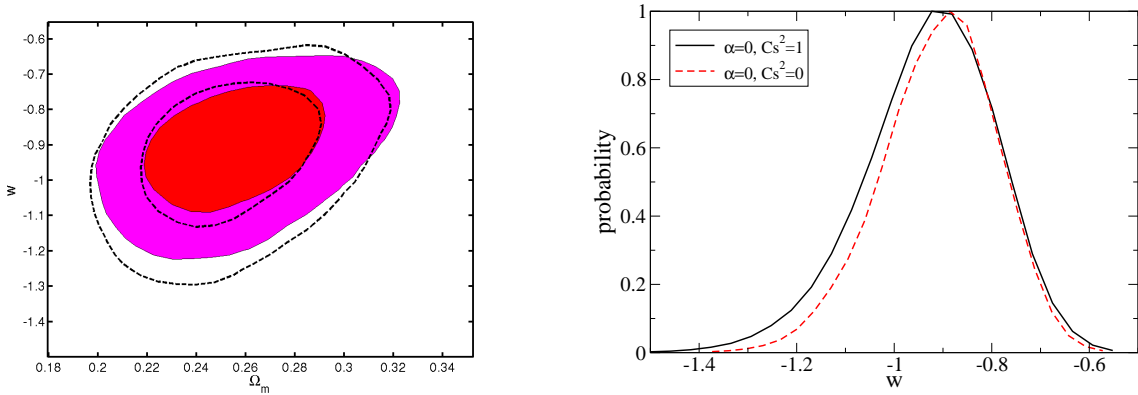 -0.6
-0.7
-0.8
-0.9
w
-1
-1.1
-1.2
-1.3
-1.4
0.18 0.2 0.22 0.24 0.26 0.28 0.3 0.32 0.34
Ωm
1
0.8
0.6
0.4
0.2
0
probability
α=0, Cs²=1
α=0, Cs²=0
-1.4 -1.2 -1 -0.8 -0.6
w